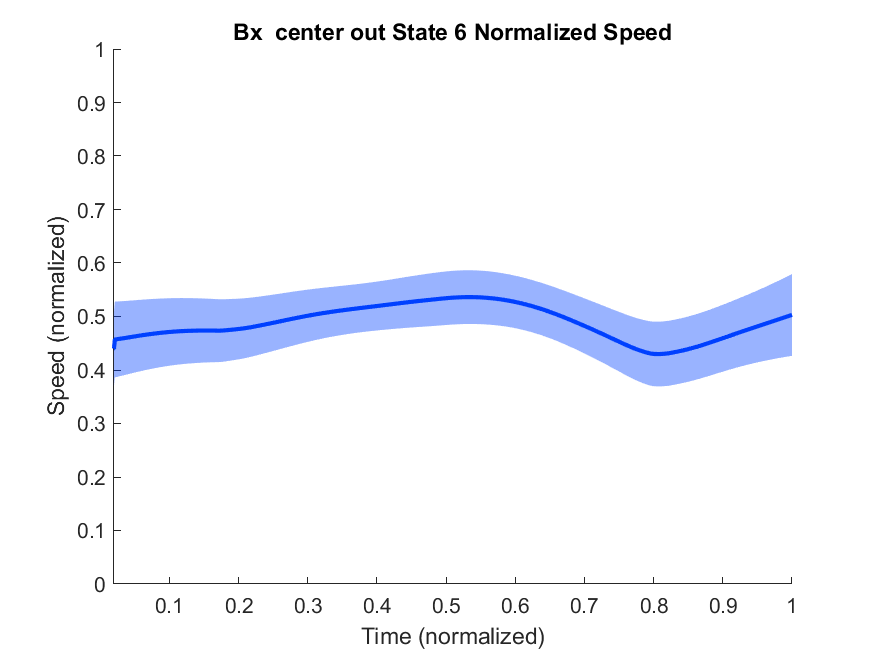 Bx  center out State 6 Normalized Speed
1
0.9
0.8
0.7
0.6
0.5
0.4
0.3
0.2
0.1
0
Speed (normalized)
0.1 0.2 0.3 0.4 0.5 0.6 0.7 0.8 0.9 1
Time (normalized)